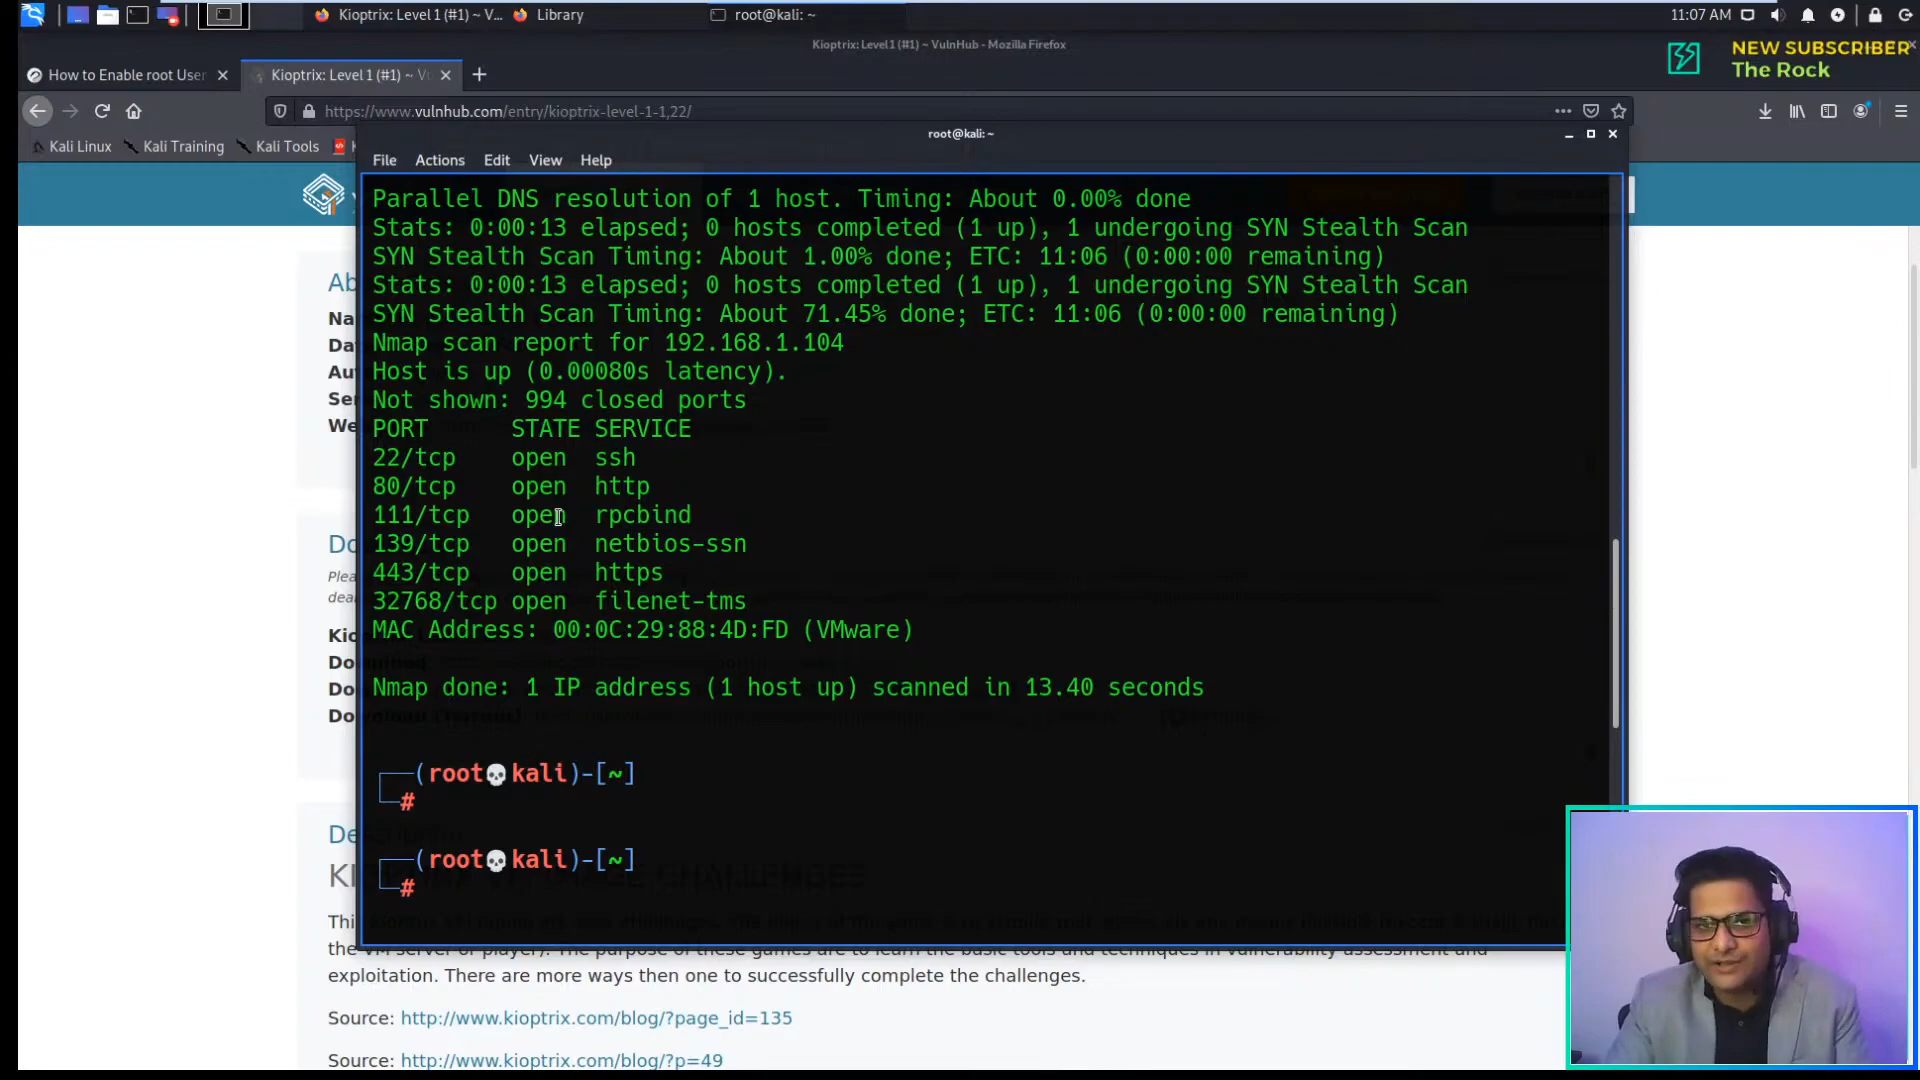 Kioptrix: Level 1 (#1) ~ V...
Library
root@kali: ~
11:07 AM
Kioptrix: Level 1 (#1) ~ VulnHub - Mozilla Firefox
NEW SUBSCRIBER
The Rock
How to Enable root User
Kioptrix: Level 1 (#1) ~ Vu
https://www.vulnhub.com/entry/kioptrix-level-1-1,22/
Kali Linux
Kali Training
Kali Tools
root@kali: ~
File
Actions
Edit
View
Help
Parallel DNS resolution of 1 host. Timing: About 0.00% done
Stats: 0:00:13 elapsed; 0 hosts completed (1 up), 1 undergoing SYN Stealth Scan
SYN Stealth Scan Timing: About 1.00% done; ETC: 11:06 (0:00:00 remaining)
Stats: 0:00:13 elapsed; 0 hosts completed (1 up), 1 undergoing SYN Stealth Scan
SYN Stealth Scan Timing: About 71.45% done; ETC: 11:06 (0:00:00 remaining)
Nmap scan report for 192.168.1.104
Host is up (0.00080s latency).
Not shown: 994 closed ports
PORT STATE SERVICE
22/tcp open ssh
80/tcp open http
111/tcp open rpcbind
139/tcp open netbios-ssn
443/tcp open https
32768/tcp open filenet-tms
MAC Address: 00:0C:29:88:4D:FD (VMware)
Nmap done: 1 IP address (1 host up) scanned in 13.40 seconds
(root💀kali)-[~]
#
(root💀kali)-[~]
#
exploitation. There are more ways then one to successfully complete the challenges.
Source: http://www.kioptrix.com/blog/?page_id=135
Source: http://www.kioptrix.com/blog/?p=49